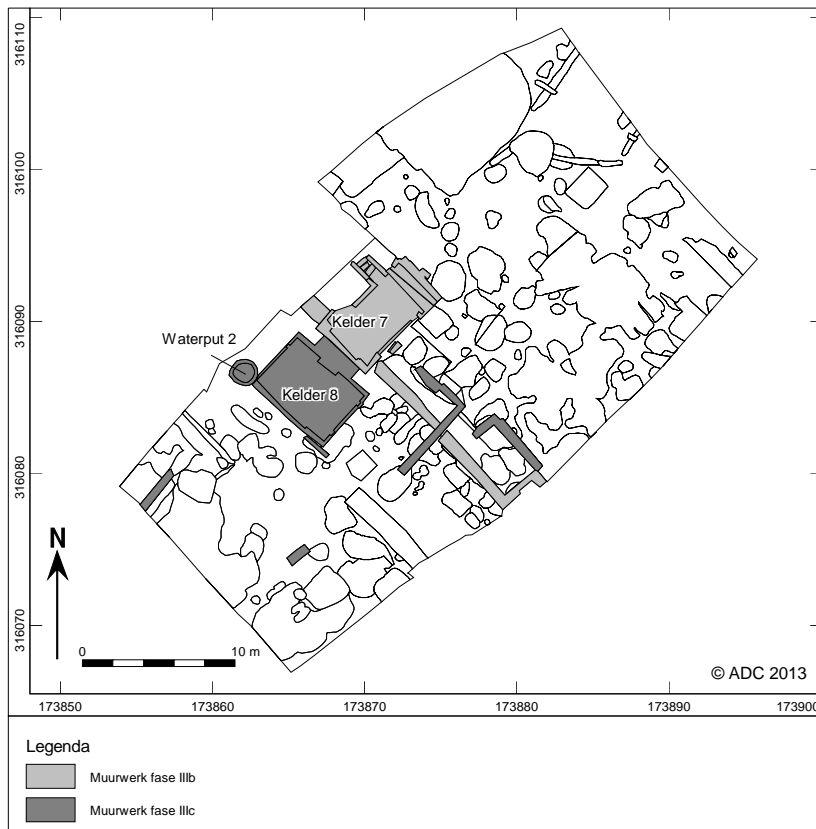 316110
316100
316090
316080
316070
Kelder 7
Waterput 2
Kelder 8
N
0 10 m
© ADC 2013
173850 173860 173870 173880 173890 173900
Legenda
Muurwerk fase IIIb
Muurwerk fase IIIc